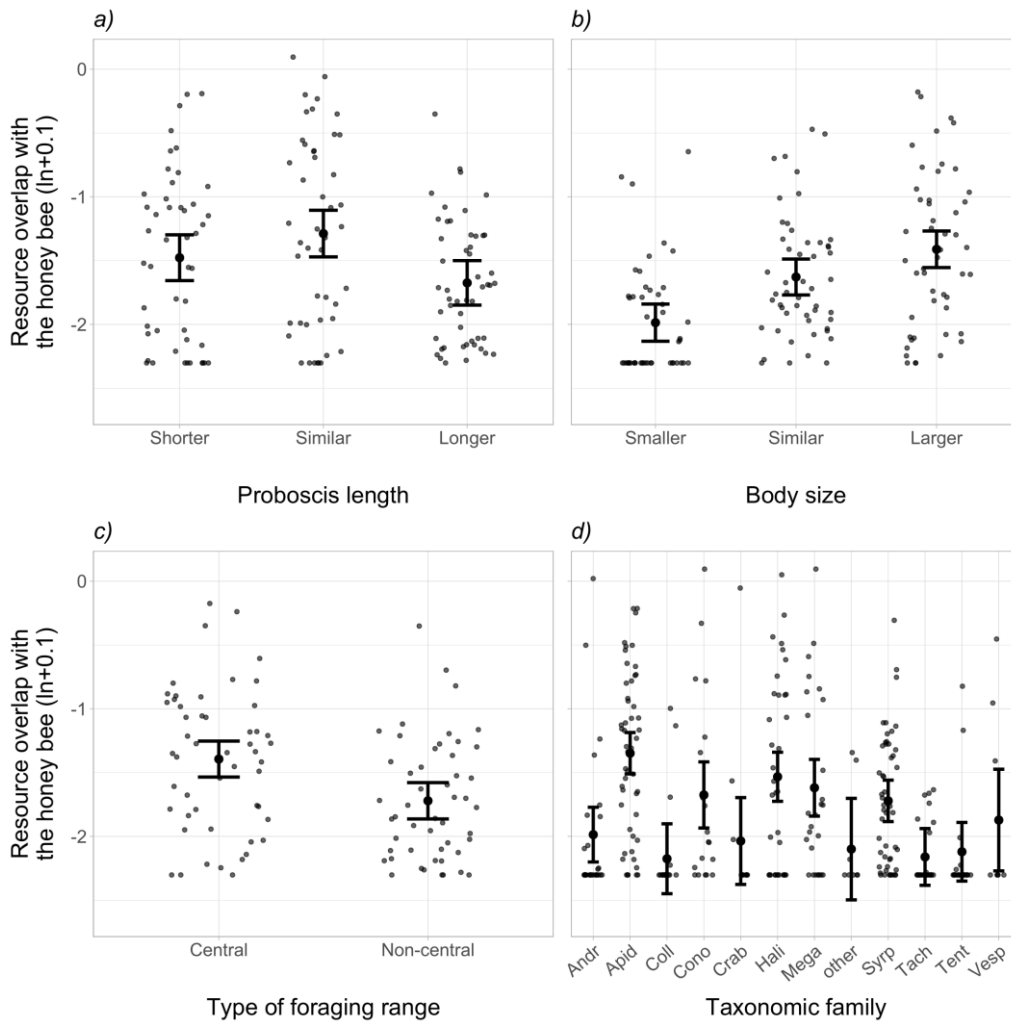 a)
b)
Resource overlap with
the honey bee (ln+0.1)
0
-1
-2
Shorter Similar Longer
Smaller Similar Larger
Proboscis length
Body size
c)
d)
Resource overlap with
the honey bee (ln+0.1)
0
-1
-2
Central Non-central
Andr Apid Coll Cono Crab Hali Mega other Syrp Tach Tent Vesp
Type of foraging range
Taxonomic family